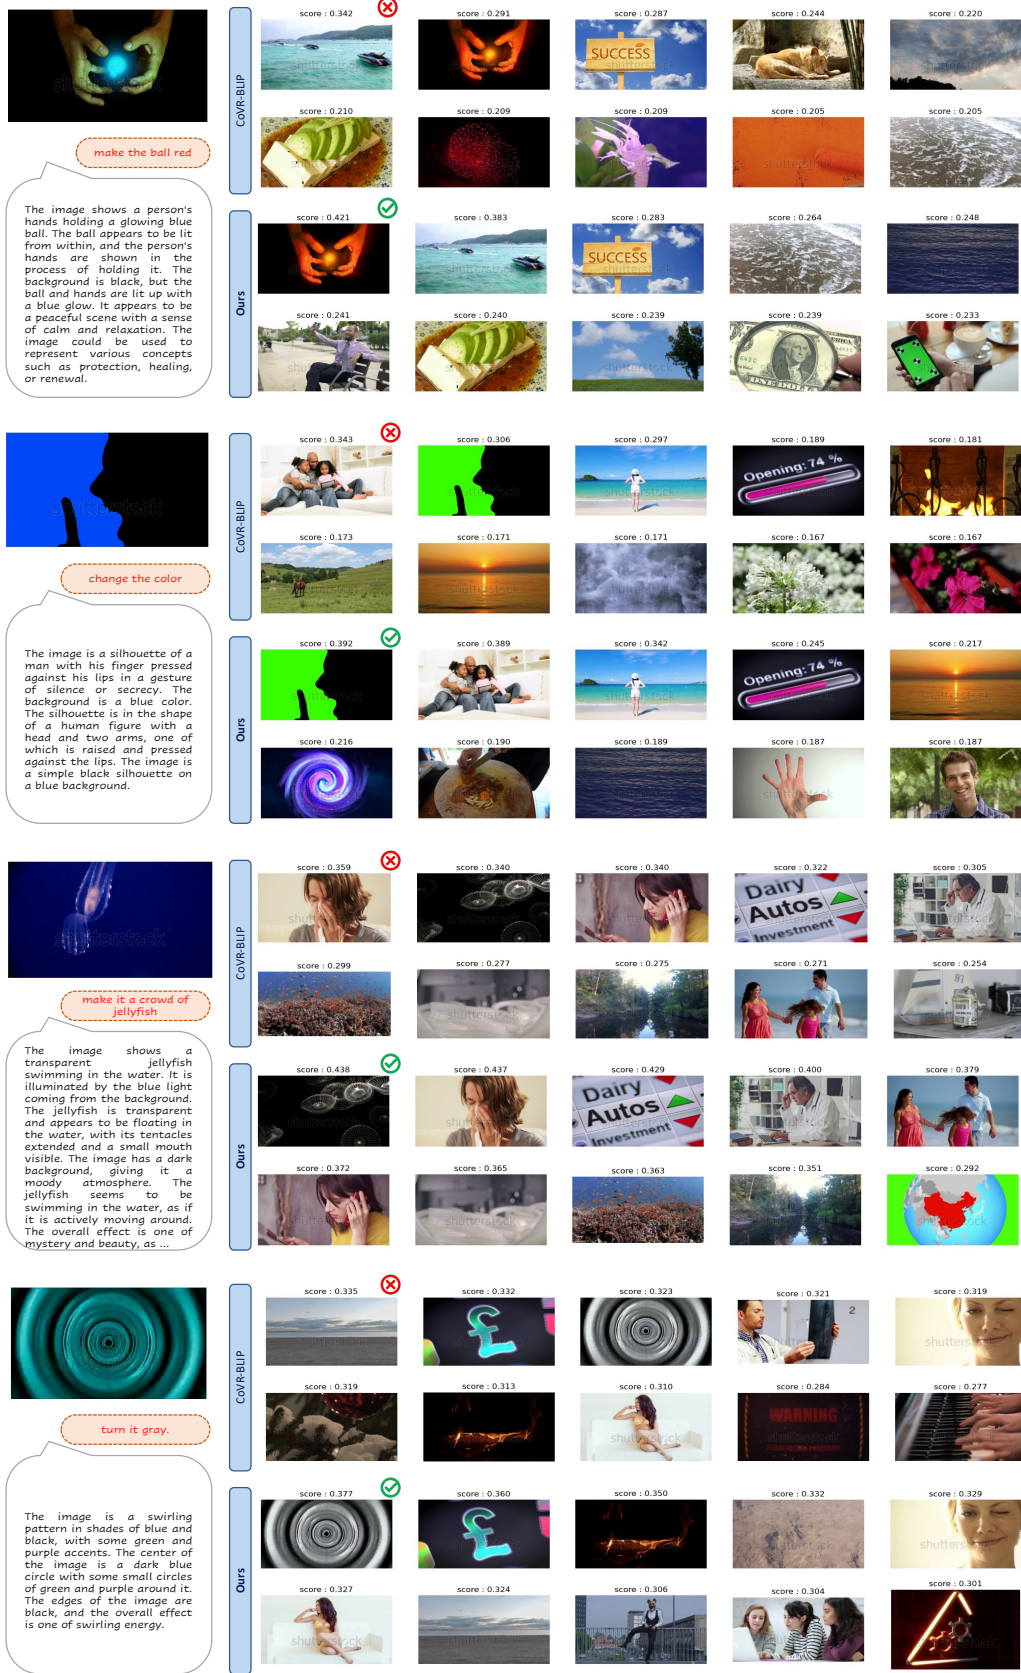 make the ball red
The image shows a person's
hands holding a glowing blue
ball. The ball appears to be lit
from within, and the person's
hands are shown in the
process of holding it. The
background is black, but the
ball and hands are lit up with
a blue glow. It appears to be
a peaceful scene with a sense
of calm and relaxation. The
image could be used to
represent various concepts
such as protection, healing,
or renewal.
CoVR-BLIP
score : 0.342
score : 0.291
score : 0.287
score : 0.244
score : 0.220
SUCCESS
score : 0.210
score : 0.209
score : 0.209
score : 0.205
score : 0.205
Ours
score : 0.421
score : 0.383
score : 0.283
score : 0.264
score : 0.248
SUCCESS
score : 0.241
score : 0.240
score : 0.239
score : 0.239
score : 0.233
shutterstock
change the color
The image is a silhouette of a
man with his finger pressed
against his lips in a gesture
of silence or secrecy. The
background is a blue color.
The silhouette is in the shape
of a human figure with a
head and two arms, one of
which is raised and pressed
against the lips. The image is
a simple black silhouette on
a blue background.
CoVR-BLIP
score : 0.343
score : 0.306
score : 0.297
score : 0.189
score : 0.181
Opening: 74 %
score : 0.173
score : 0.171
score : 0.171
score : 0.167
score : 0.167
Ours
score : 0.392
score : 0.389
score : 0.342
score : 0.245
score : 0.217
Opening: 74 %
score : 0.216
score : 0.190
score : 0.189
score : 0.187
score : 0.187
shutterstock
make it a crowd of
jellyfish
The image shows a
transparent jellyfish
swimming in the water. It is
illuminated by the blue light
coming from the background.
The jellyfish is transparent
and appears to be floating in
the water, with its tentacles
extended and a small mouth
visible. The image has a dark
background, giving it a
moody atmosphere. The
jellyfish seems to be
swimming in the water, as if
it is actively moving around.
The overall effect is one of
mystery and beauty, as ...
CoVR-BLIP
score : 0.359
score : 0.340
score : 0.340
score : 0.322
score : 0.305
Dairy
Autos
Investment
score : 0.299
score : 0.277
score : 0.275
score : 0.271
score : 0.254
Ours
score : 0.438
score : 0.437
score : 0.429
score : 0.400
score : 0.379
Dairy
Autos
Investment
score : 0.372
score : 0.365
score : 0.363
score : 0.351
score : 0.292
turn it gray.
The image is a swirling
pattern in shades of blue and
black, with some green and
purple accents. The center of
the image is a dark blue
circle with some small circles
of green and purple around it.
The edges of the image are
black, and the overall effect
is one of swirling energy.
CoVR-BLIP
score : 0.335
score : 0.332
score : 0.323
score : 0.321
score : 0.319
£
2
score : 0.319
score : 0.313
score : 0.310
score : 0.284
score : 0.277
WARNING
Ours
score : 0.377
score : 0.360
score : 0.350
score : 0.332
score : 0.329
£
score : 0.327
score : 0.324
score : 0.306
score : 0.304
score : 0.301